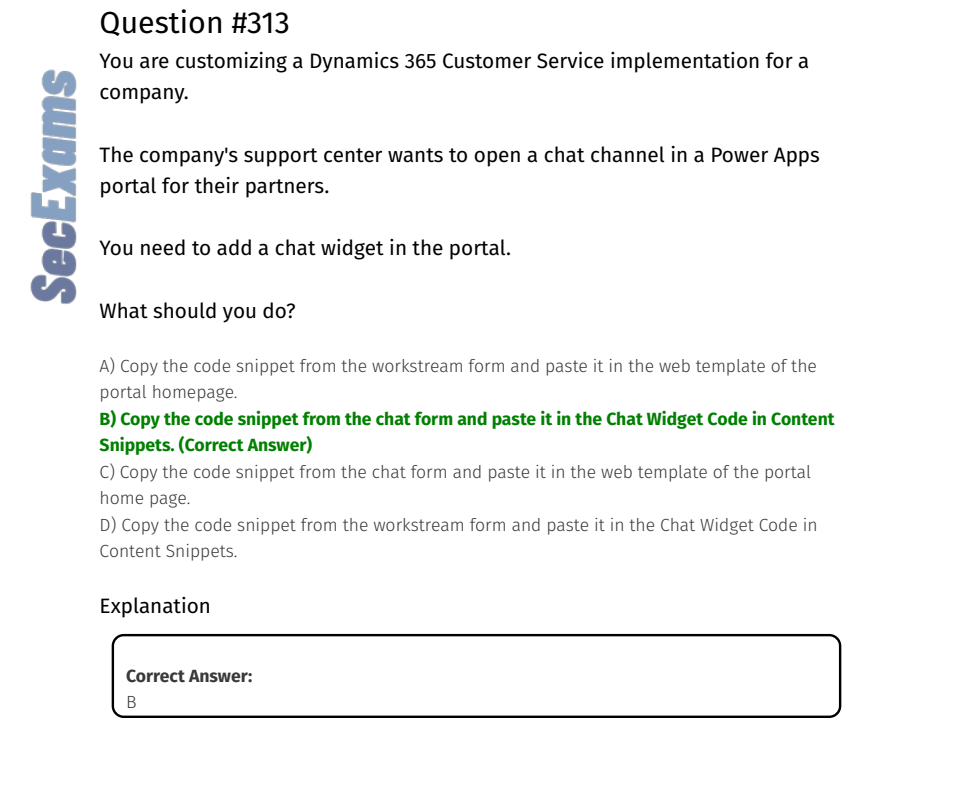 Question #313
You are customizing a Dynamics 365 Customer Service implementation for a
company.
The company's support center wants to open a chat channel in a Power Apps
portal for their partners.
You need to add a chat widget in the portal.
What should you do?
A) Copy the code snippet from the workstream form and paste it in the web template of the
portal homepage.
B) Copy the code snippet from the chat form and paste it in the Chat Widget Code in Content
Snippets. (Correct Answer)
C) Copy the code snippet from the chat form and paste it in the web template of the portal
home page.
D) Copy the code snippet from the workstream form and paste it in the Chat Widget Code in
Content Snippets.
Explanation
Correct Answer:
B
SecExams